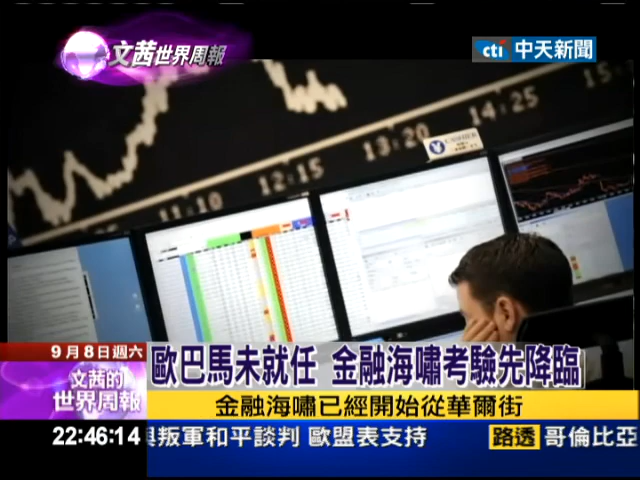 文茜世界周報
cti 中天新聞
11:10
12:15
13:20
14:25
15:
9月8日週六
文茜的
世界周報
歐巴馬未就任 金融海嘯考驗先降臨
金融海嘯已經開始從華爾街
22:46:14
與叛軍和平談判 歐盟表支持
路透 哥倫比亞